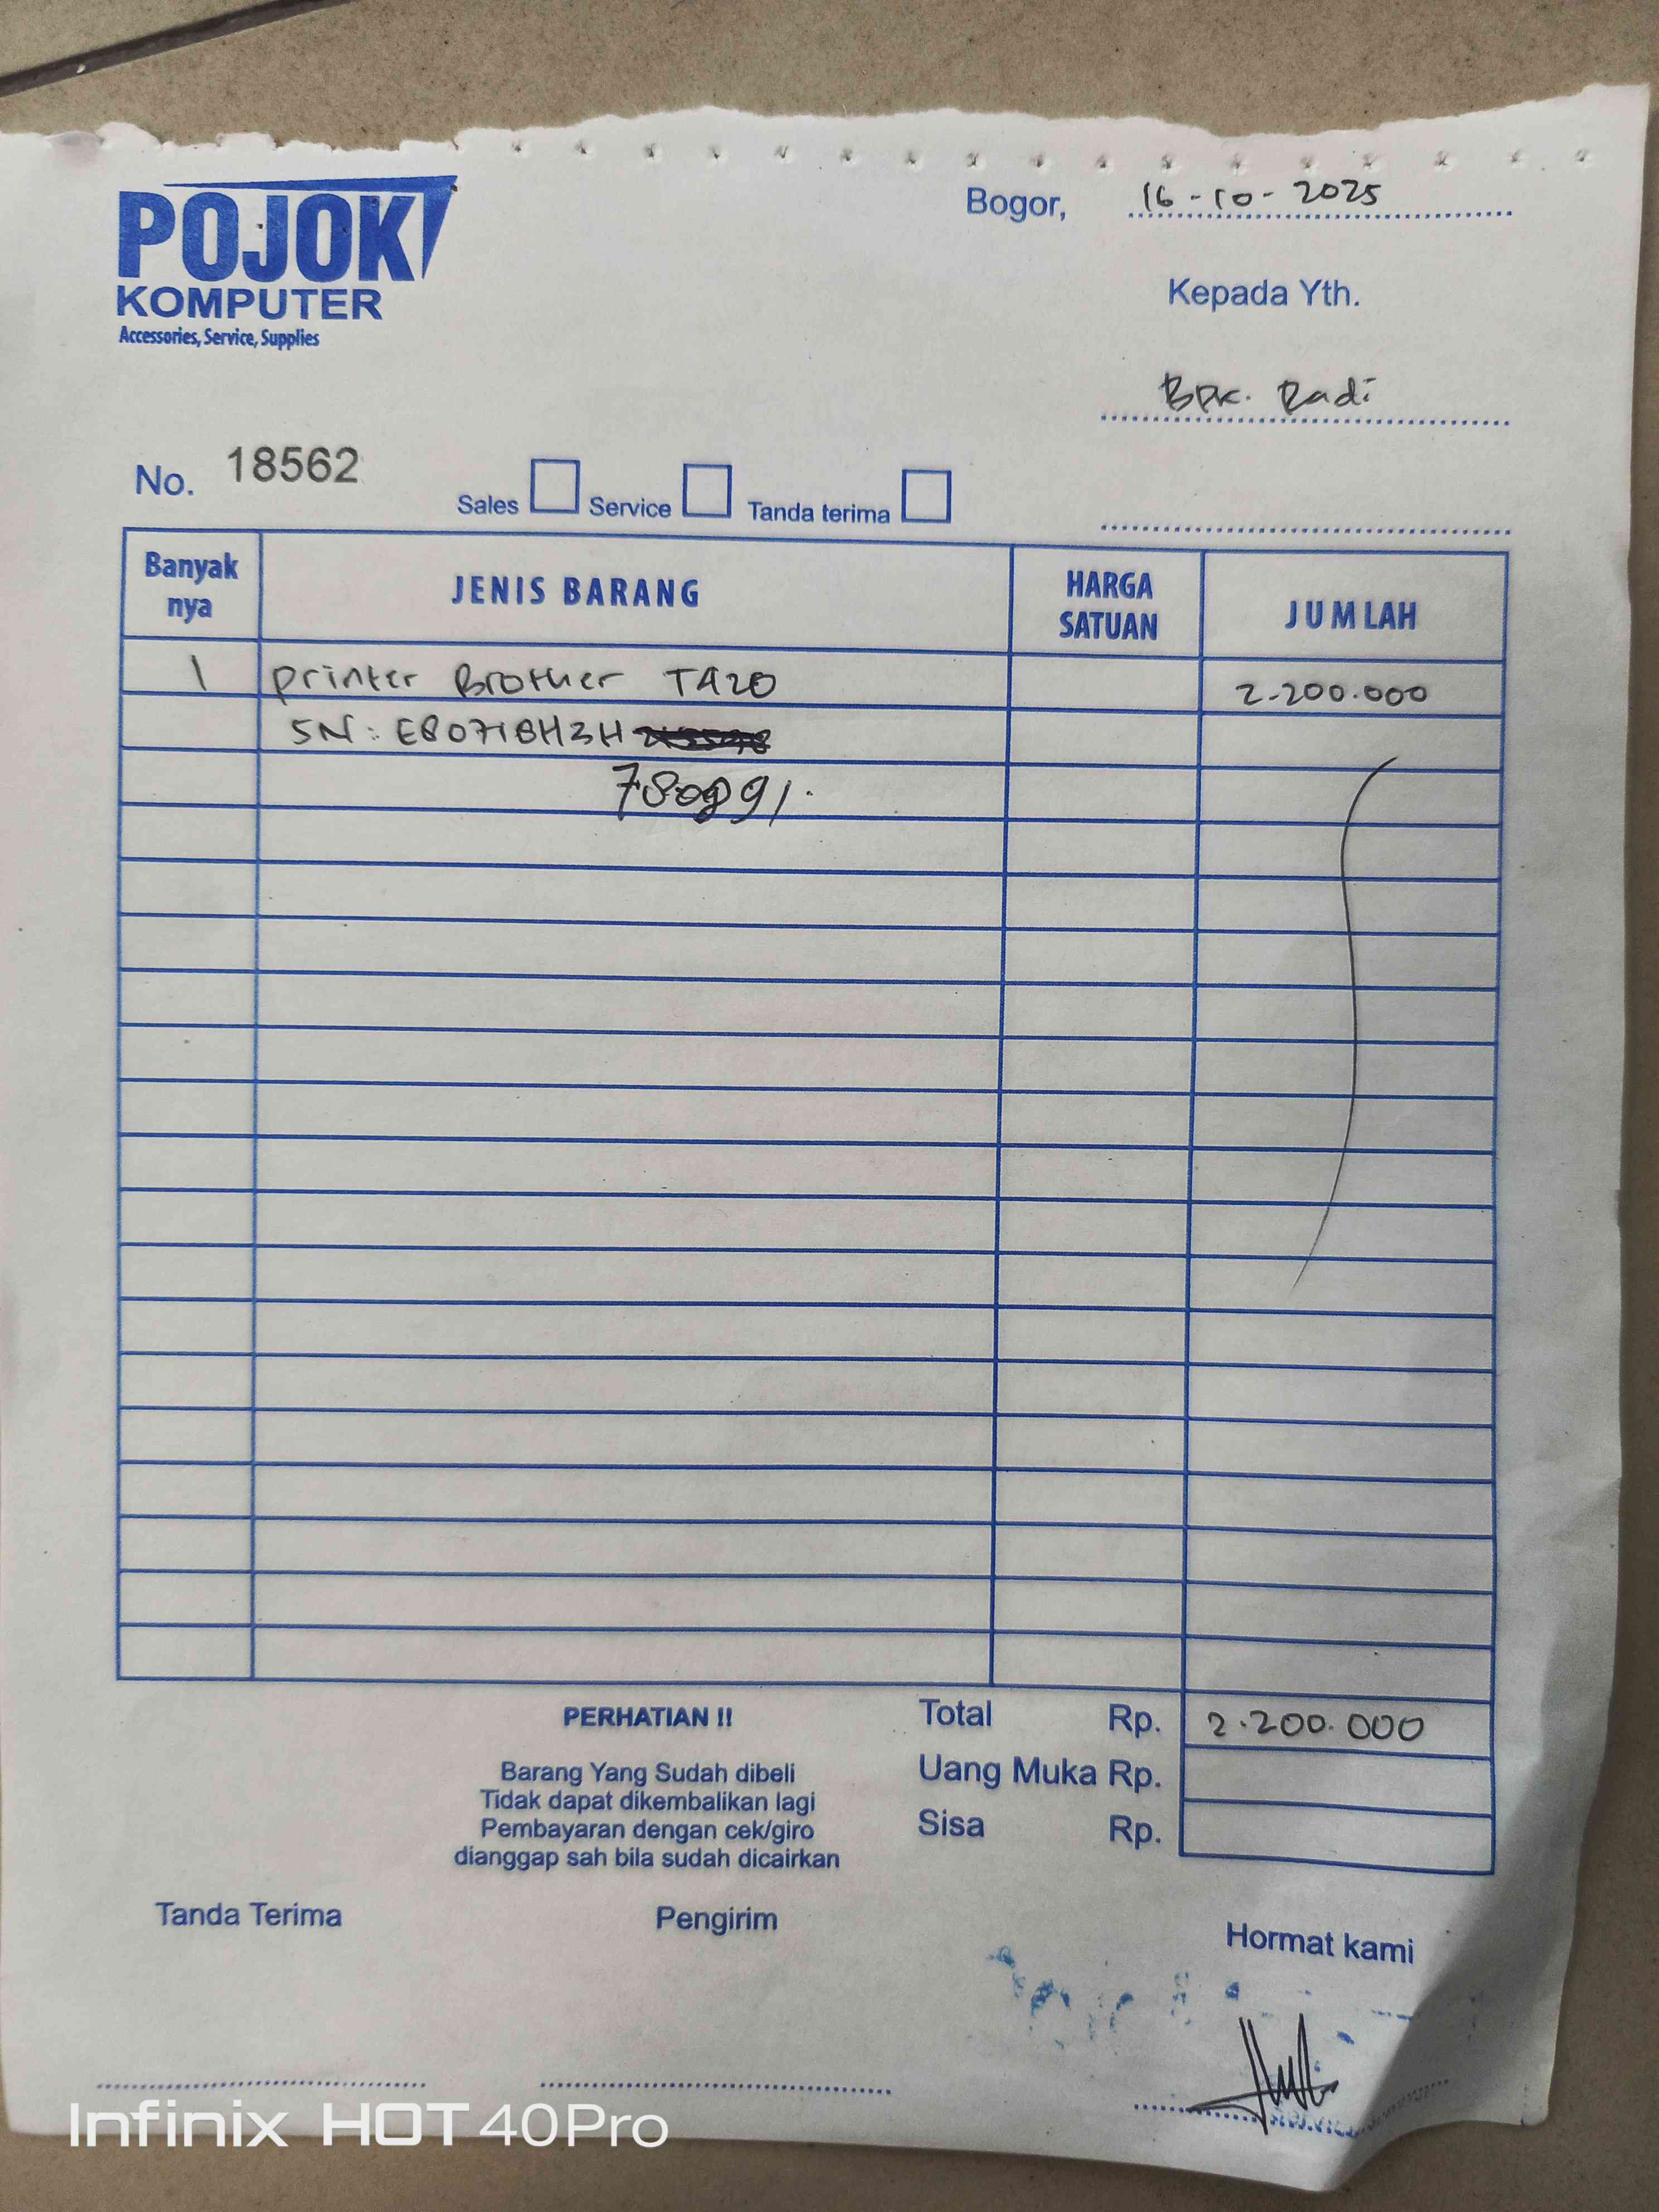 POJOK
KOMPUTER
Accessories, Service, Supplies
Bogor, 16-10-2025
Kepada Yth.
Bpk. Radi
No. 18562
Sales Service Tanda terima
Banyak nya JENIS BARANG HARGA SATUAN JUMLAH
1 Printer Brother T420 2.200.000
SN: E80718H3H
780891.
PERHATIAN !!
Barang Yang Sudah dibeli
Tidak dapat dikembalikan lagi
Pembayaran dengan cek/giro
dianggap sah bila sudah dicairkan
Total Rp. 2.200.000
Uang Muka Rp.
Sisa Rp.
Tanda Terima Pengirim Hormat kami
Infinix HOT 40Pro